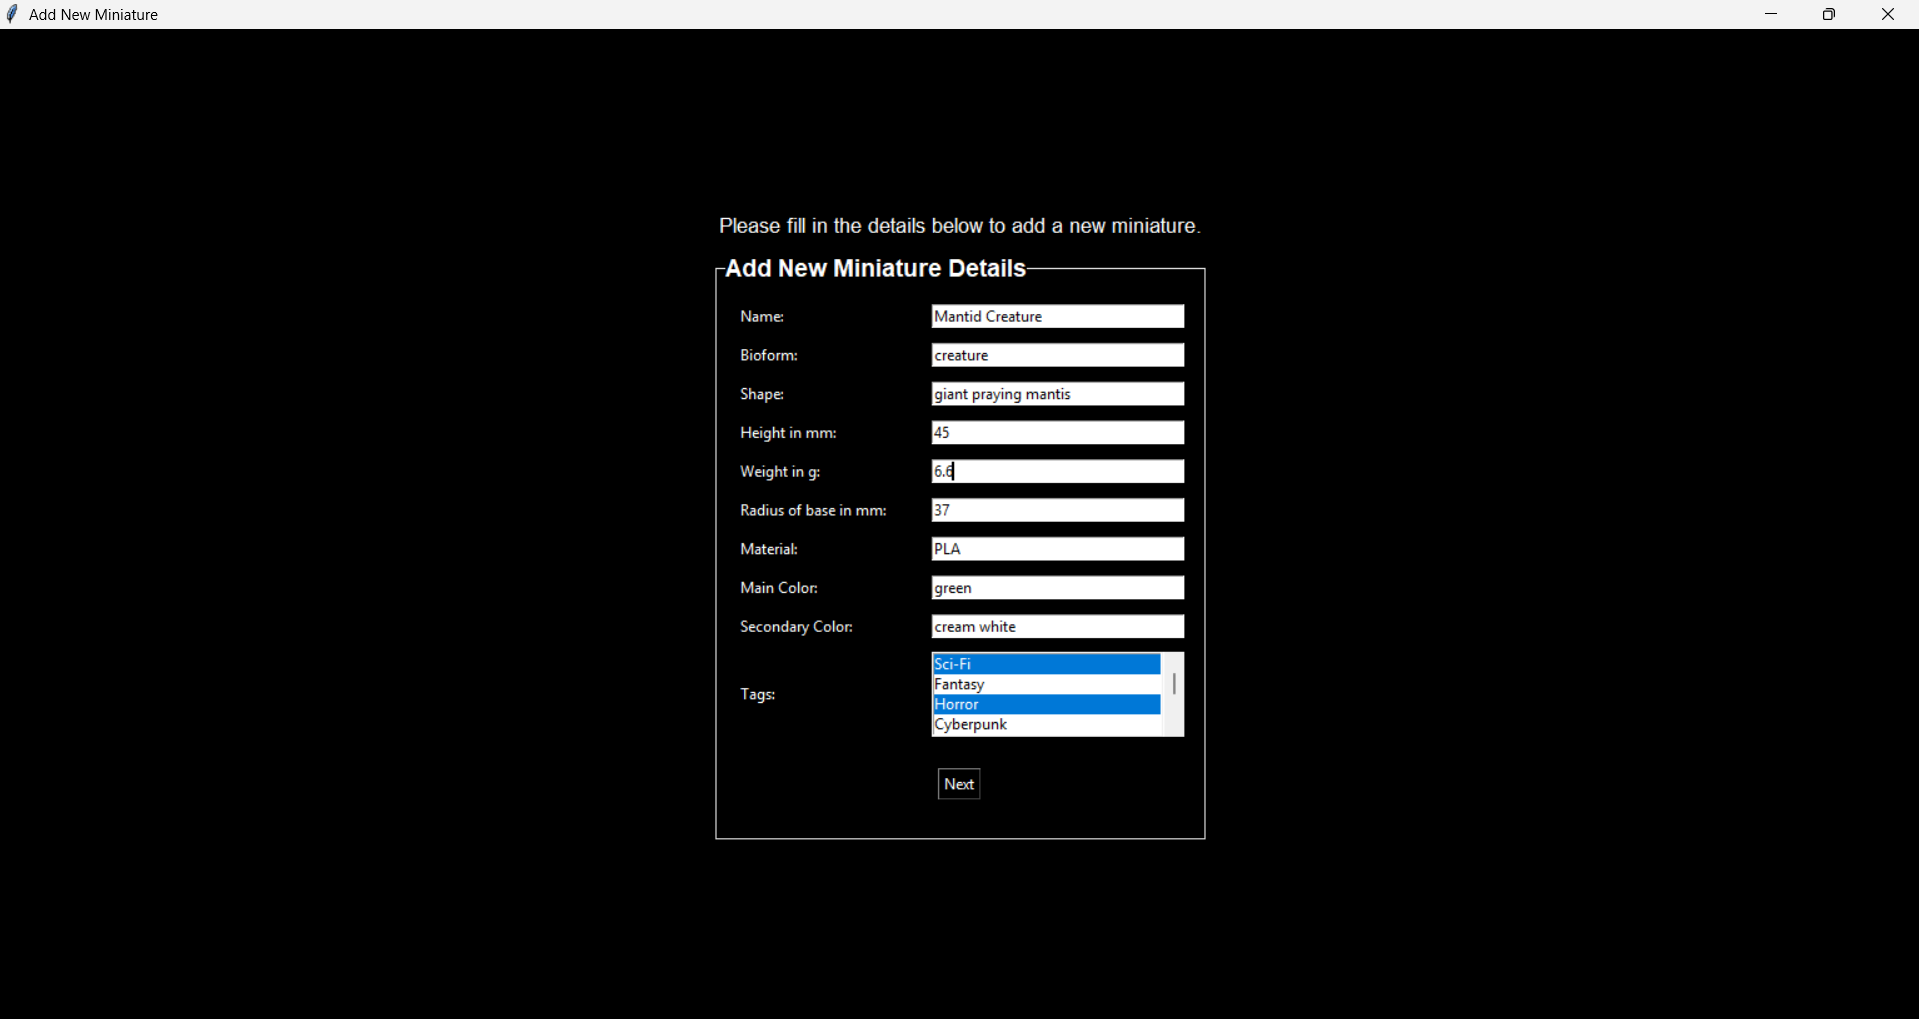 Add New Miniature
Please fill in the details below to add a new miniature.
Add New Miniature Details
Name: Mantid Creature
Bioform: creature
Shape: giant praying mantis
Height in mm: 45
Weight in g: 6.6
Radius of base in mm: 37
Material: PLA
Main Color: green
Secondary Color: cream white
Sci-Fi
Fantasy
Tags:
Horror
Cyberpunk
Next